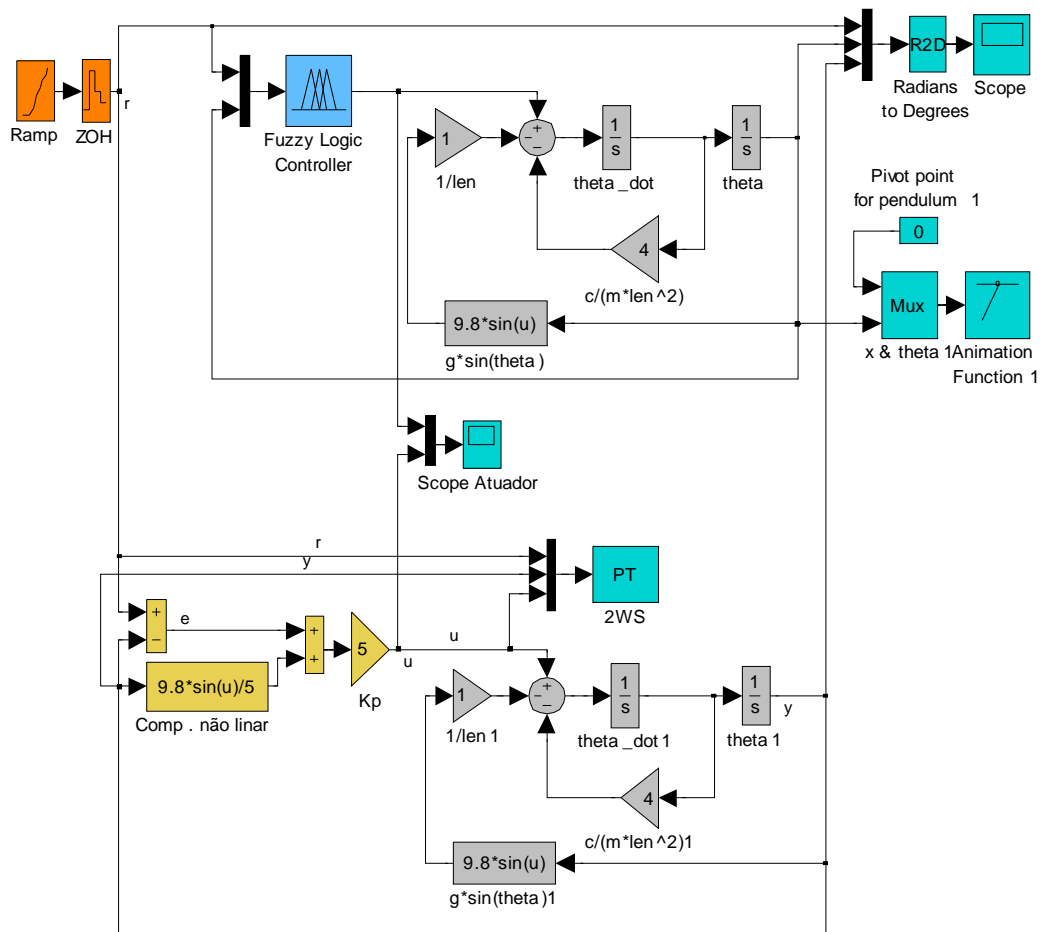 R2D
Radians
to Degrees
Scope
Ramp
ZOH
r
Fuzzy Logic
Controller
1
1/len
+
−
−
1
s
theta _dot
1
s
theta
4
c/(m*len ^2)
9.8*sin(u)
g*sin(theta )
Pivot point
for pendulum 1
0
Mux
x & theta 1
Animation
Function 1
Scope Atuador
r
y
PT
2WS
+
−
e
+
+
5
Kp
u
u
9.8*sin(u)/5
Comp . não linar
1
1/len 1
+
−
−
1
s
theta _dot 1
1
s
theta 1
y
4
c/(m*len ^2)1
9.8*sin(u)
g*sin(theta )1